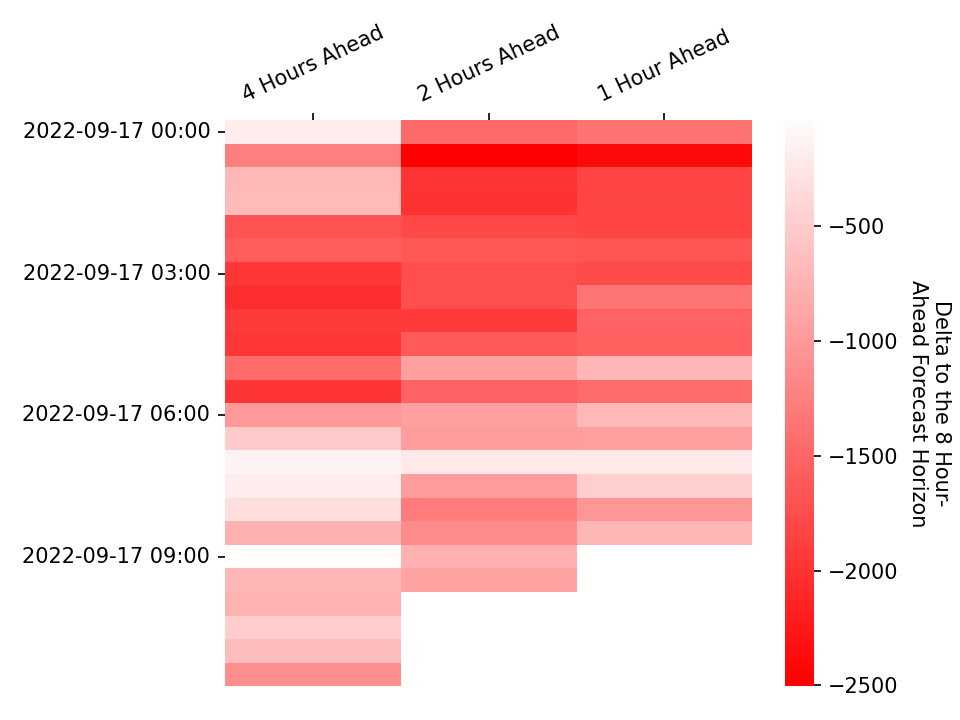 4 Hours Ahead
2 Hours Ahead
1 Hour Ahead
2022-09-17 00:00
2022-09-17 03:00
2022-09-17 06:00
2022-09-17 09:00
−500
−1000
−1500
−2000
−2500
Delta to the 8 Hour-
Ahead Forecast Horizon